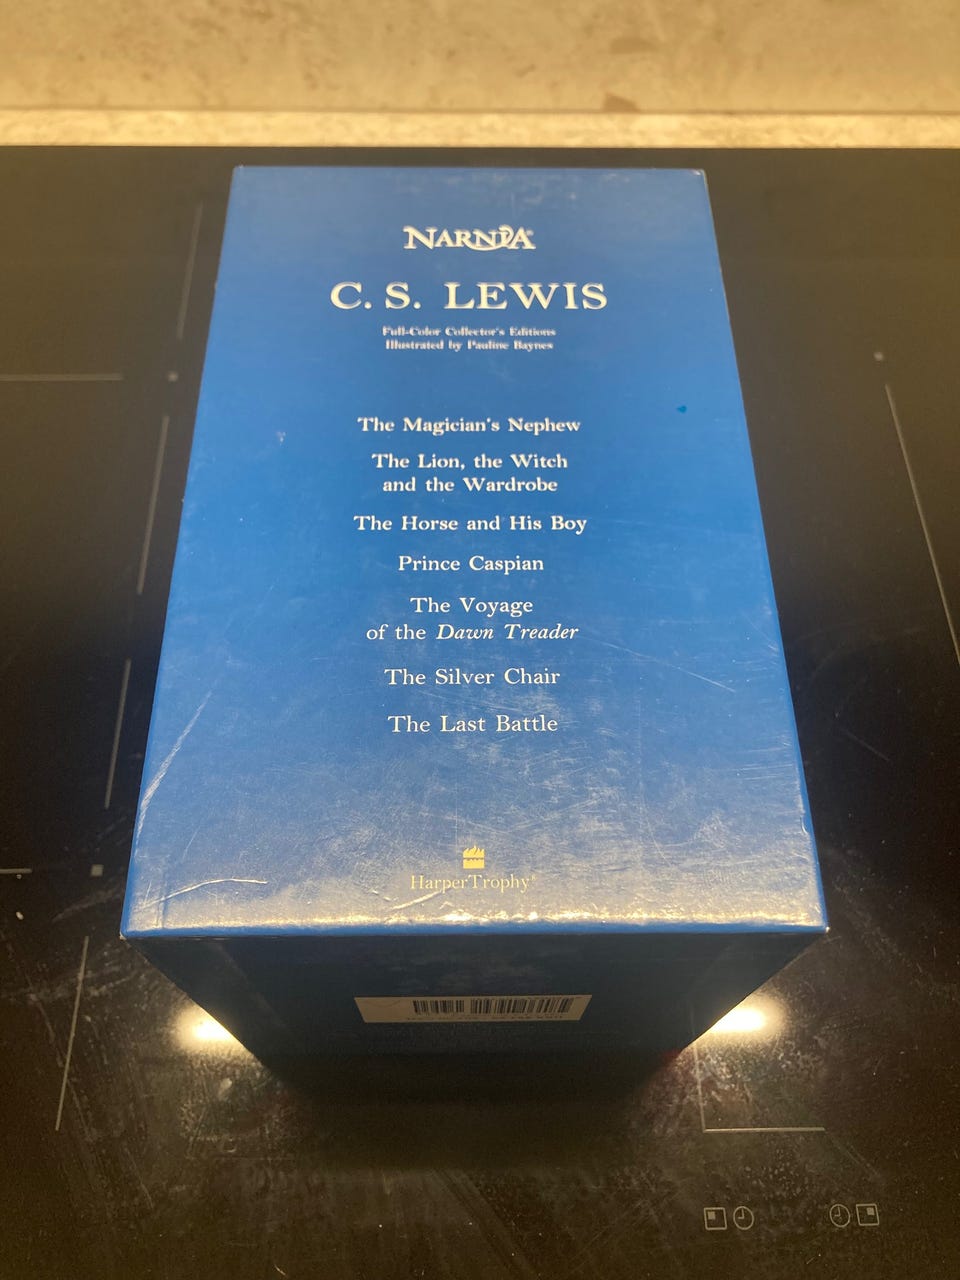 NARNIA®
C. S. LEWIS
Full-Color Collector's Editions
Illustrated by Pauline Baynes
The Magician's Nephew
The Lion, the Witch
and the Wardrobe
The Horse and His Boy
Prince Caspian
The Voyage
of the Dawn Treader
The Silver Chair
The Last Battle
HarperTrophy®